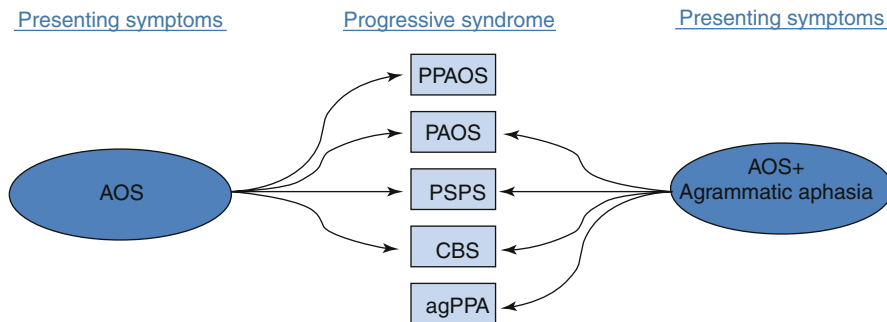 Presenting symptoms
Progressive syndrome
Presenting symptoms
PPAOS
PAOS
AOS
PSPS
AOS+
Agrammatic aphasia
CBS
agPPA